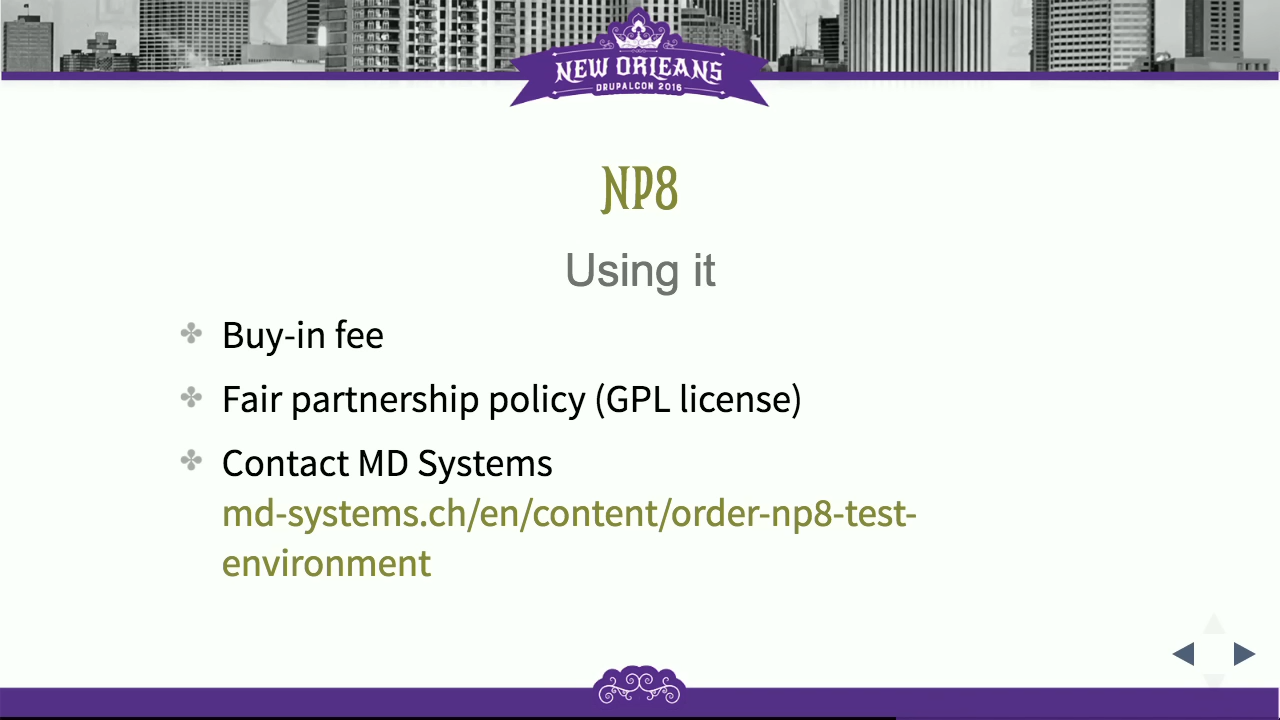 NEW ORLEANS
DRUPALCON 2016
NP8
Using it
Buy-in fee
Fair partnership policy (GPL license)
Contact MD Systems
md-systems.ch/en/content/order-np8-test-
environment